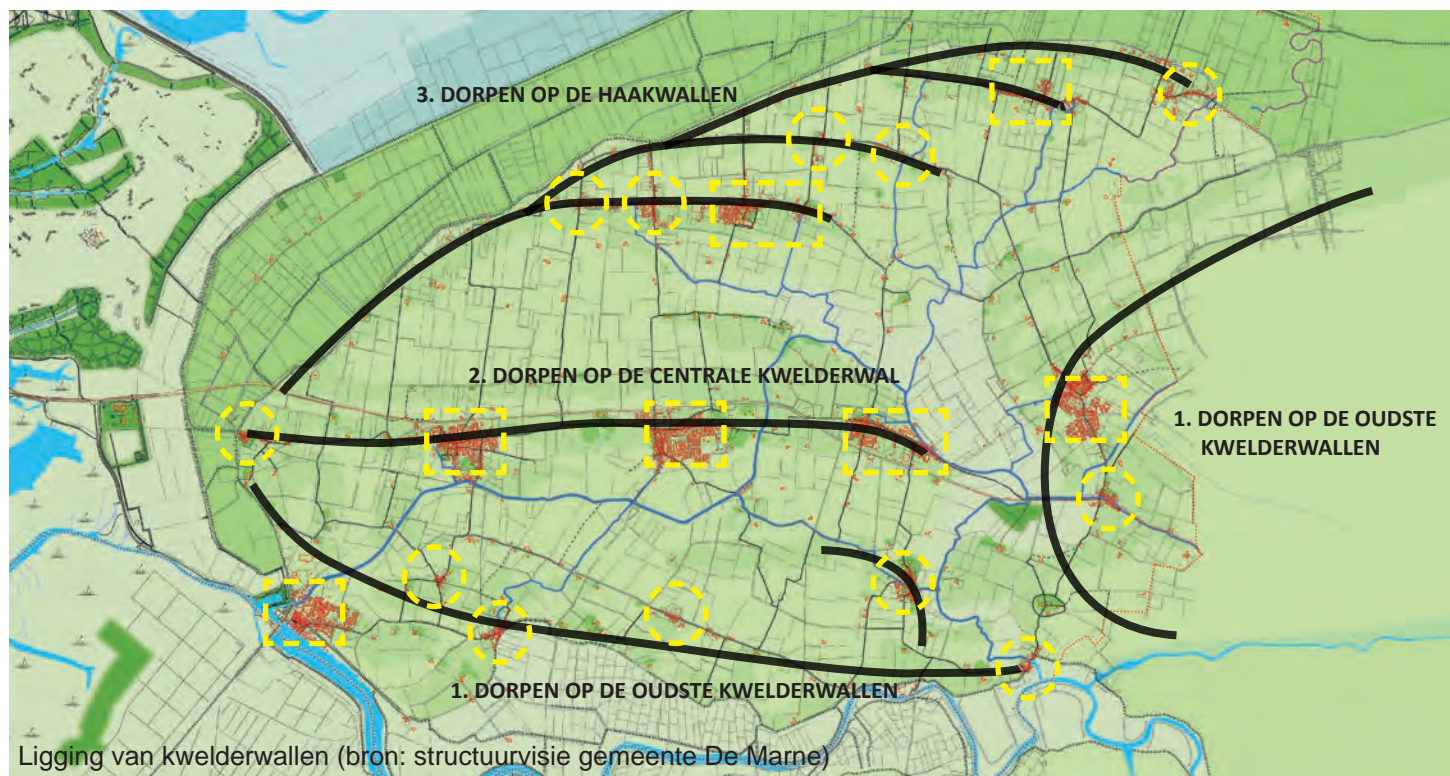 3. DORPEN OP DE HAAKWALLEN
2. DORPEN OP DE CENTRALE KWELDERWAL
1. DORPEN OP DE OUDSTE
KWELDERWALLEN
1. DORPEN OP DE OUDSTE KWELDERWALLEN
Ligging van kwelderwallen (bron: structuurvisie gemeente De Marne)